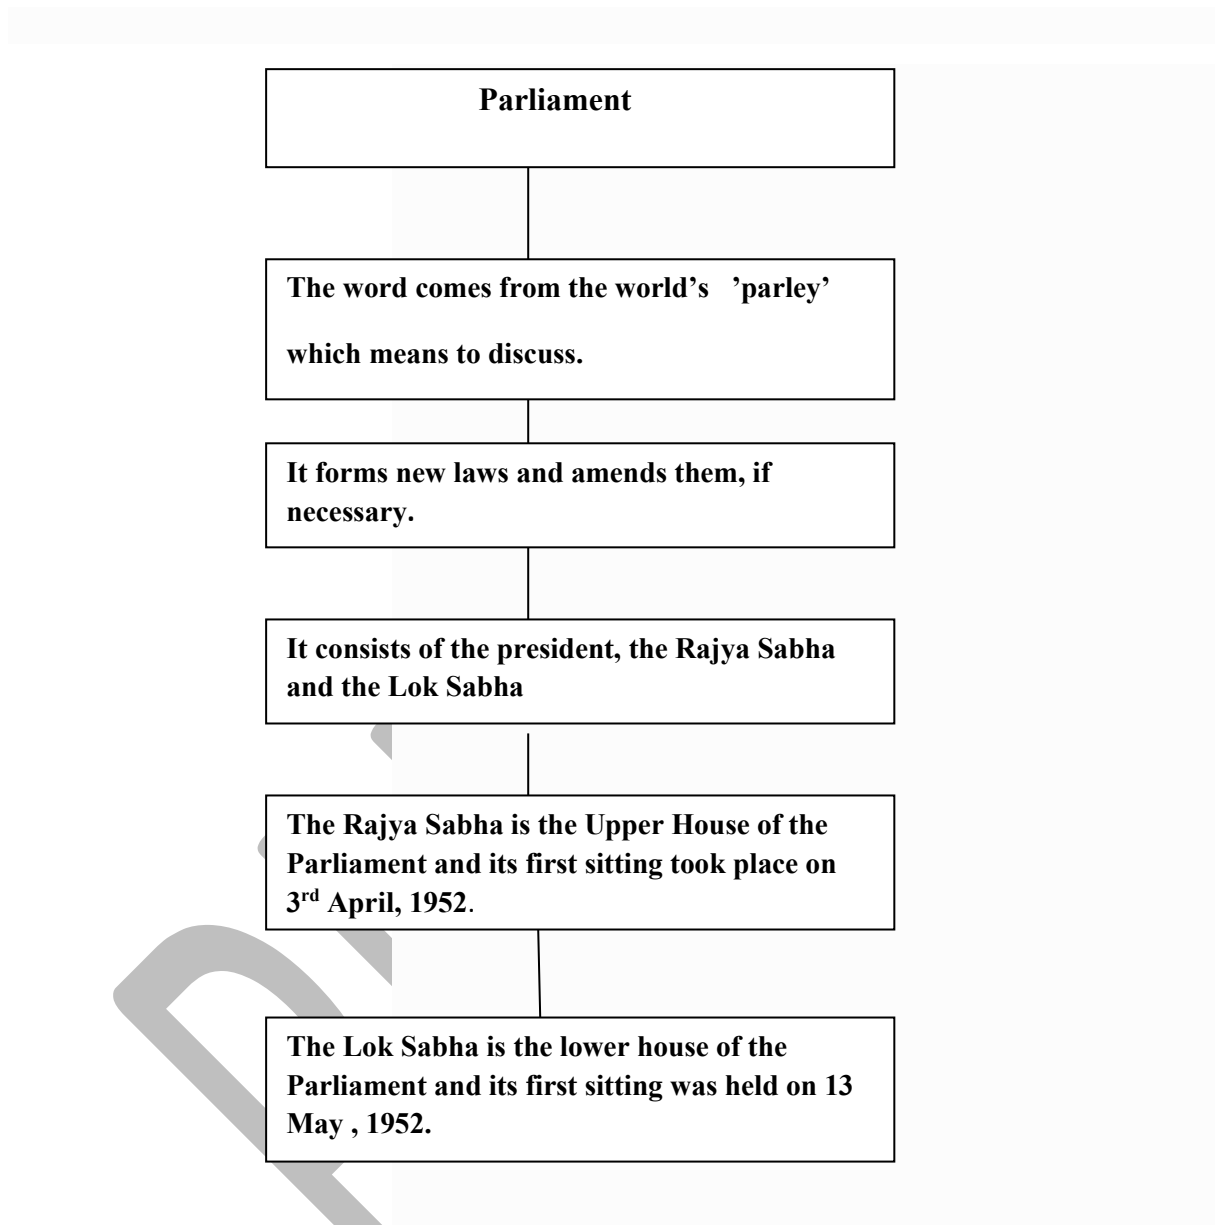 Parliament
The word comes from the world's ’parley’
which means to discuss.
It forms new laws and amends them, if
necessary.
It consists of the president, the Rajya Sabha
and the Lok Sabha
The Rajya Sabha is the Upper House of the
Parliament and its first sitting took place on
3rd April, 1952.
The Lok Sabha is the lower house of the
Parliament and its first sitting was held on 13
May , 1952.